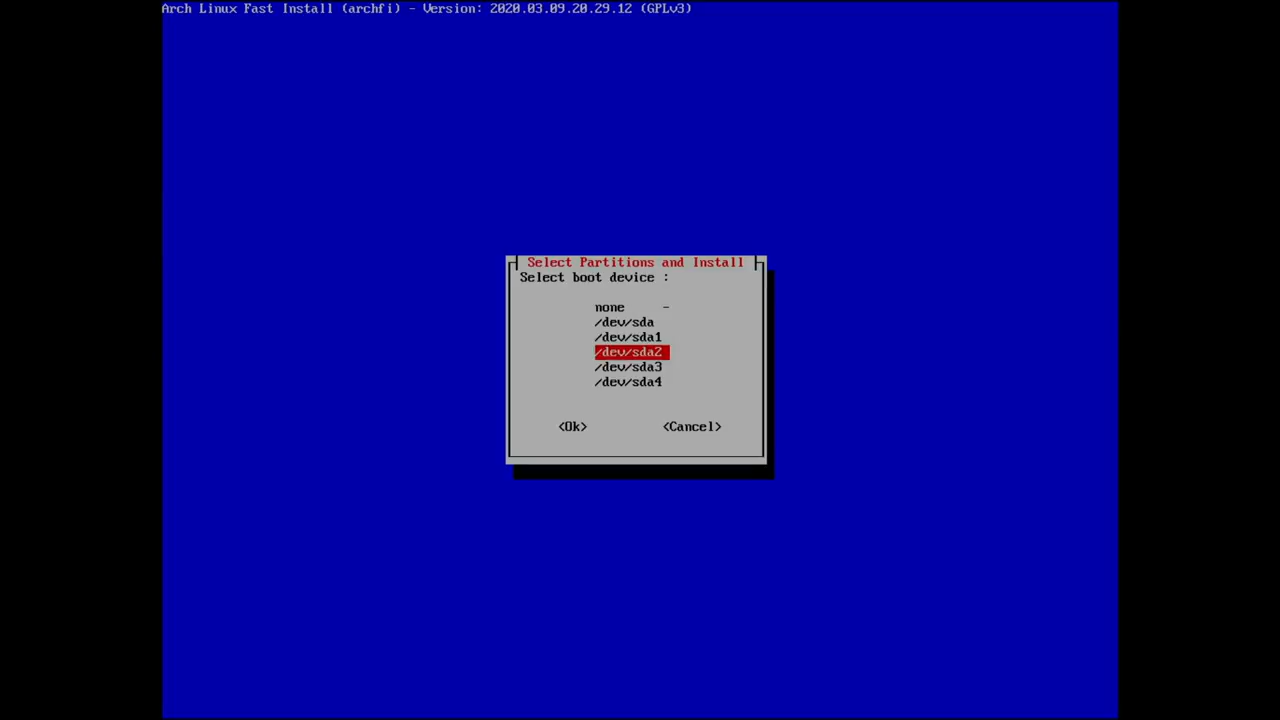 Arch Linux Fast Install (archfi) - Version: 2020.03.09.20.29.12 (GPLv3)
Select Partitions and Install
Select boot device :
none -
/dev/sda
/dev/sda1
/dev/sda2
/dev/sda3
/dev/sda4
<Ok> <Cancel>